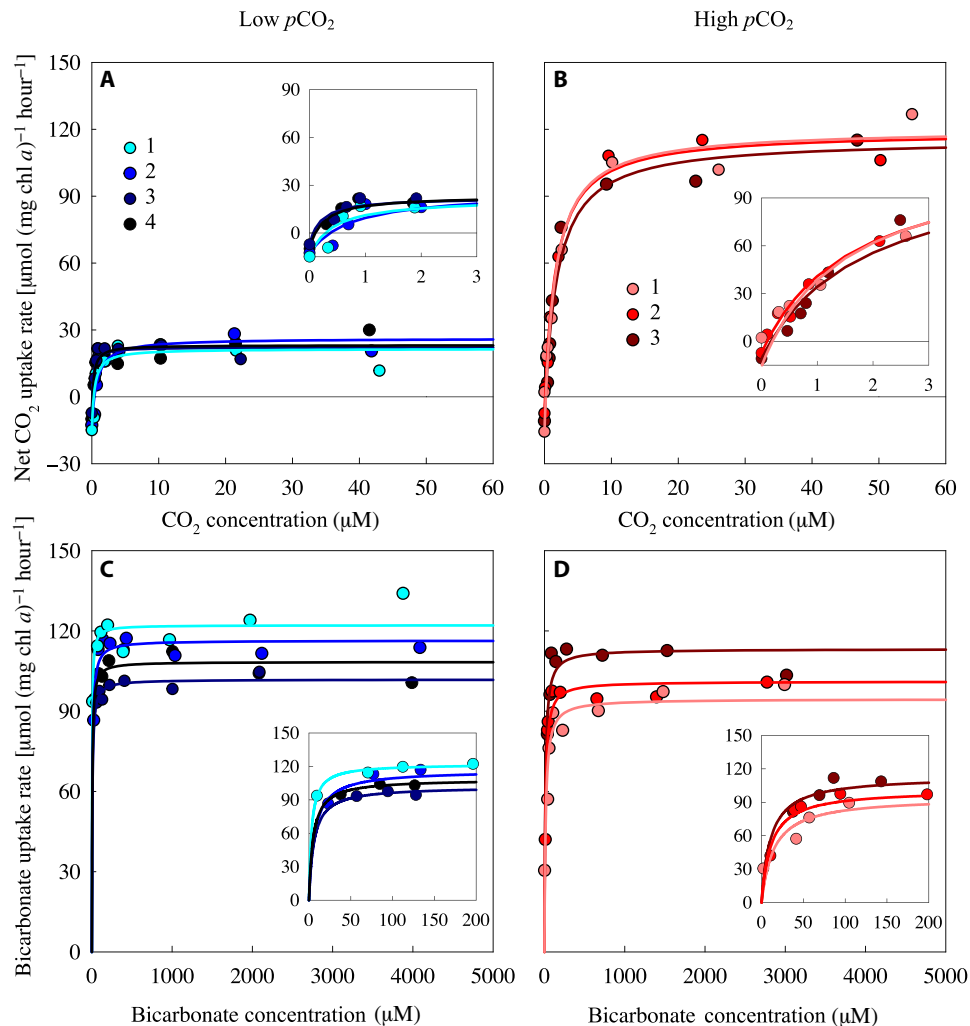 Low pCO₂
High pCO₂
Net CO₂ uptake rate [μmol (mg chl a)⁻¹ hour⁻¹]
A
150
120
90
60
30
0
−30
1
2
3
4
90
60
30
0
0 1 2 3
0 10 20 30 40 50 60
CO₂ concentration (μM)
B
1
2
3
120
90
60
30
0
0 1 2 3
0 10 20 30 40 50 60
CO₂ concentration (μM)
Bicarbonate uptake rate [μmol (mg chl a)⁻¹ hour⁻¹]
C
150
120
90
60
30
0
150
120
90
60
30
0
0 50 100 150 200
0 1000 2000 3000 4000 5000
Bicarbonate concentration (μM)
D
150
120
90
60
30
0
0 50 100 150 200
0 1000 2000 3000 4000 5000
Bicarbonate concentration (μM)